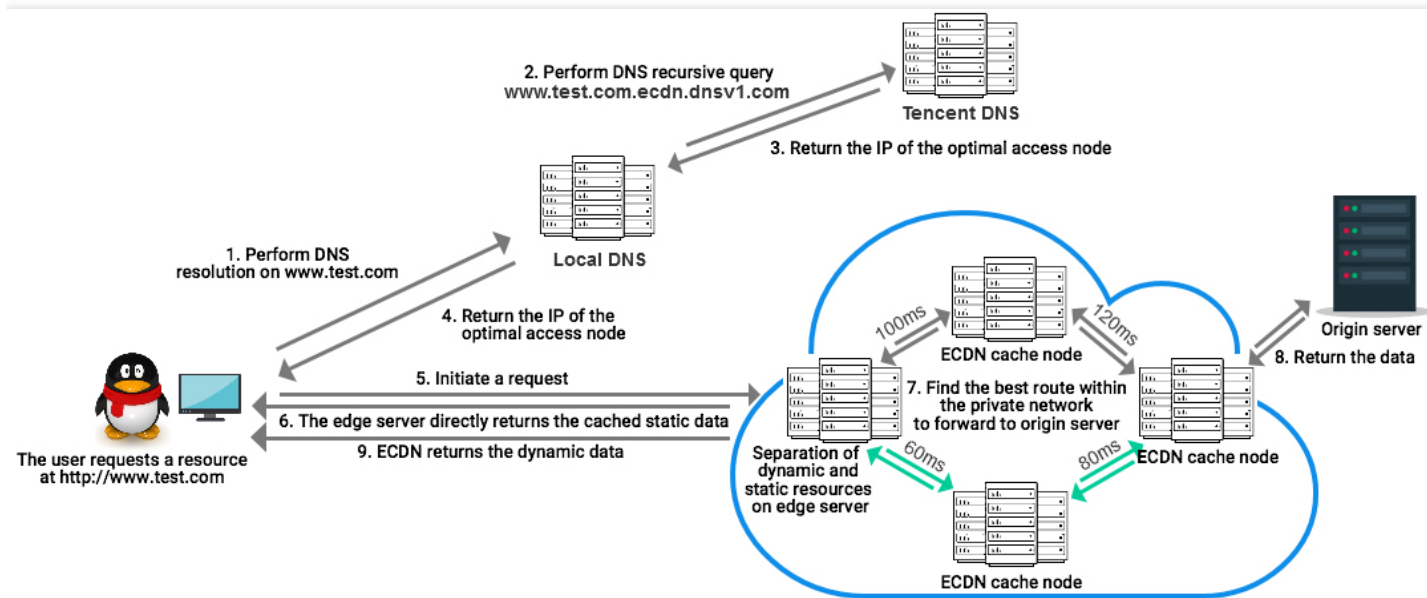 2. Perform DNS recursive query
www.test.com.ecdn.dnsv1.com
Tencent DNS
3. Return the IP of the optimal access node
Local DNS
1. Perform DNS
resolution on www.test.com
4. Return the IP of the
optimal access node
5. Initiate a request
6. The edge server directly returns the cached static data
9. ECDN returns the dynamic data
The user requests a resource
at http://www.test.com
100ms
120ms
ECDN cache node
Origin server
8. Return the data
7. Find the best route within
the private network
to forward to origin server
Separation of
dynamic and
static resources
on edge server
60ms
80ms
ECDN cache node
ECDN cache node